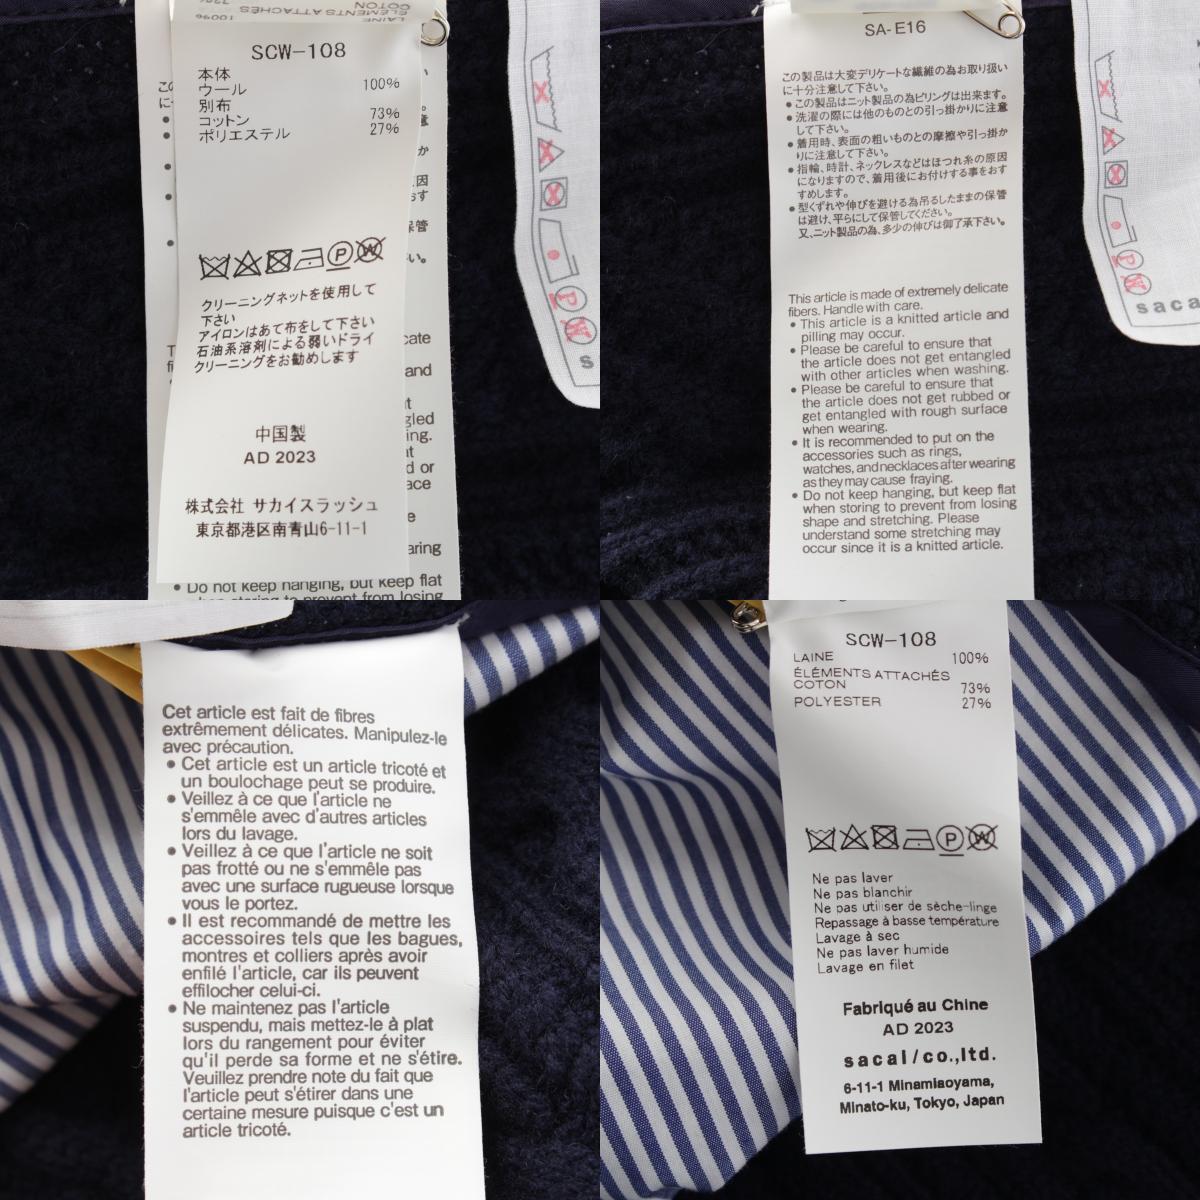 SCW-108
本体
ウール 100%
別布
コットン 73%
ポリエステル 27%
クリーニングネットを使用して
下さい
アイロンはあて布をして下さい
石油系溶剤による弱いドライ
クリーニングをお勧めします
中国製
AD 2023
株式会社 サカイスラッシュ
東京都港区南青山6-11-1
• Do not keep hanging, but keep flat
when storing to prevent from losing
SA-E16
この製品は大変デリケートな繊維の為お取り扱い
に十分注意して下さい。
• この製品はニット製品の為ピリングは出来ます。
• 洗濯の際には他のものとの引っ掛かりに注意
して下さい。
• 着用時、表面の粗いものとの摩擦や引っ掛か
りに注意して下さい。
• 指輪、時計、ネックレスなどはほつれ糸の原因
になりますので、着用後にお付けする事をおす
すめします。
• 型くずれや伸びを避ける為吊るしたままの保管
は避け、平らにして保管してください。
又、ニット製品の為、多少の伸びは御了承下さい。
This article is made of extremely delicate
fibers. Handle with care.
• This article is a knitted article and
pilling may occur.
• Please be careful to ensure that
the article does not get entangled
with other articles when washing.
• Please be careful to ensure that
the article does not get rubbed or
get entangled with rough surface
when wearing.
• It is recommended to put on the
accessories such as rings,
watches, and necklaces after wearing
as they may cause fraying.
• Do not keep hanging, but keep flat
when storing to prevent from losing
shape and stretching. Please
understand some stretching may
occur since it is a knitted article.
saca
Cet article est fait de fibres
extrêmement délicates. Manipulez-le
avec précaution.
• Cet article est un article tricoté et
un boulochage peut se produire.
• Veillez à ce que l'article ne
s'emmêle avec d'autres articles
lors du lavage.
• Veillez à ce que l'article ne soit
pas frotté ou ne s'emmêle pas
avec une surface rugueuse lorsque
vous le portez.
• Il est recommandé de mettre les
accessoires tels que les bagues,
montres et colliers après avoir
enfilé l'article, car ils peuvent
effilocher celui-ci.
• Ne maintenez pas l'article
suspendu, mais mettez-le à plat
lors du rangement pour éviter
qu'il perde sa forme et ne s'étire.
Veuillez prendre note du fait que
l'article peut s'étirer dans une
certaine mesure puisque c'est un
article tricoté.
SCW-108
LAINE 100%
ÉLÉMENTS ATTACHÉS
COTON 73%
POLYESTER 27%
Ne pas laver
Ne pas blanchir
Ne pas utiliser de sèche-linge
Repassage à basse température
Lavage à sec
Ne pas laver humide
Lavage en filet
Fabriqué au Chine
AD 2023
sacai/co.,ltd.
6-11-1 Minamiaoyama,
Minato-ku, Tokyo, Japan